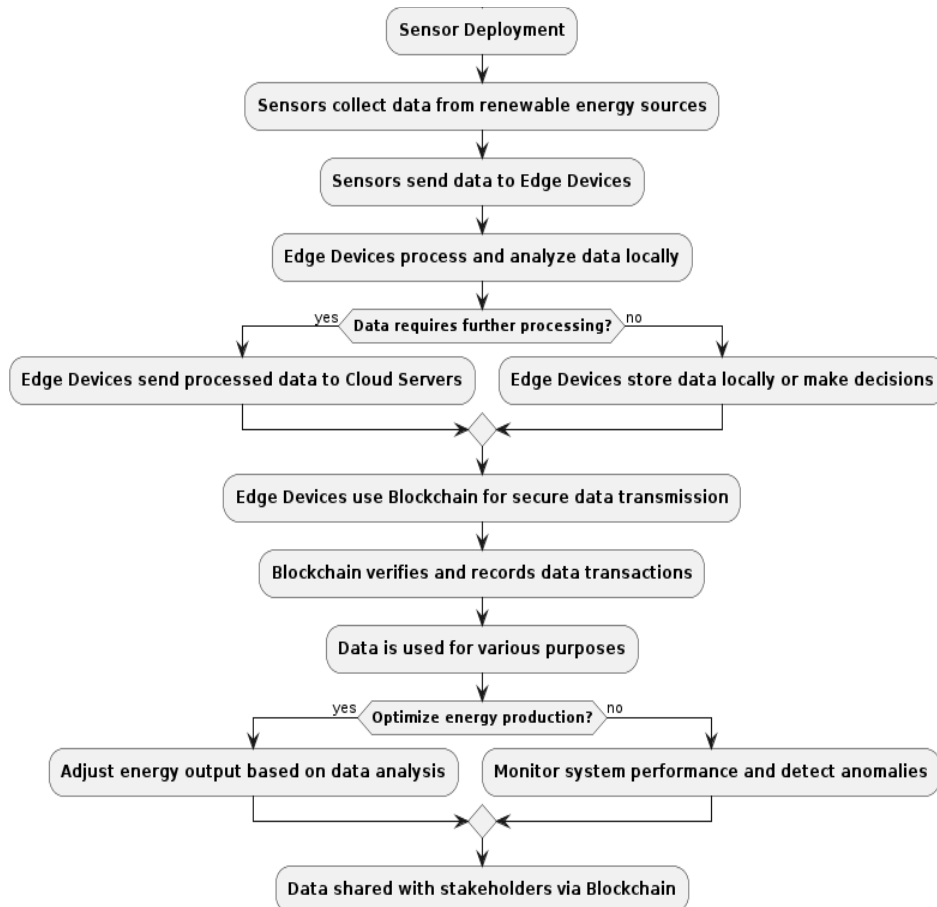 Sensor Deployment
Sensors collect data from renewable energy sources
Sensors send data to Edge Devices
Edge Devices process and analyze data locally
yes
Data requires further processing?
no
Edge Devices send processed data to Cloud Servers
Edge Devices store data locally or make decisions
Edge Devices use Blockchain for secure data transmission
Blockchain verifies and records data transactions
Data is used for various purposes
yes
Optimize energy production?
no
Adjust energy output based on data analysis
Monitor system performance and detect anomalies
Data shared with stakeholders via Blockchain